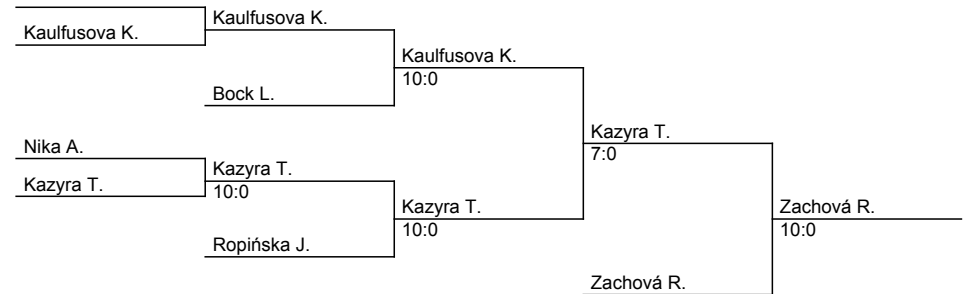 Kaulfusova K.
Kaulfusova K.
Kaulfusova K.
10:0
Bock L.
Kazyra T.
7:0
Nika A.
Kazyra T.
10:0
Kazyra T.
Kazyra T.
10:0
Zachová R.
10:0
Ropińska J.
Zachová R.